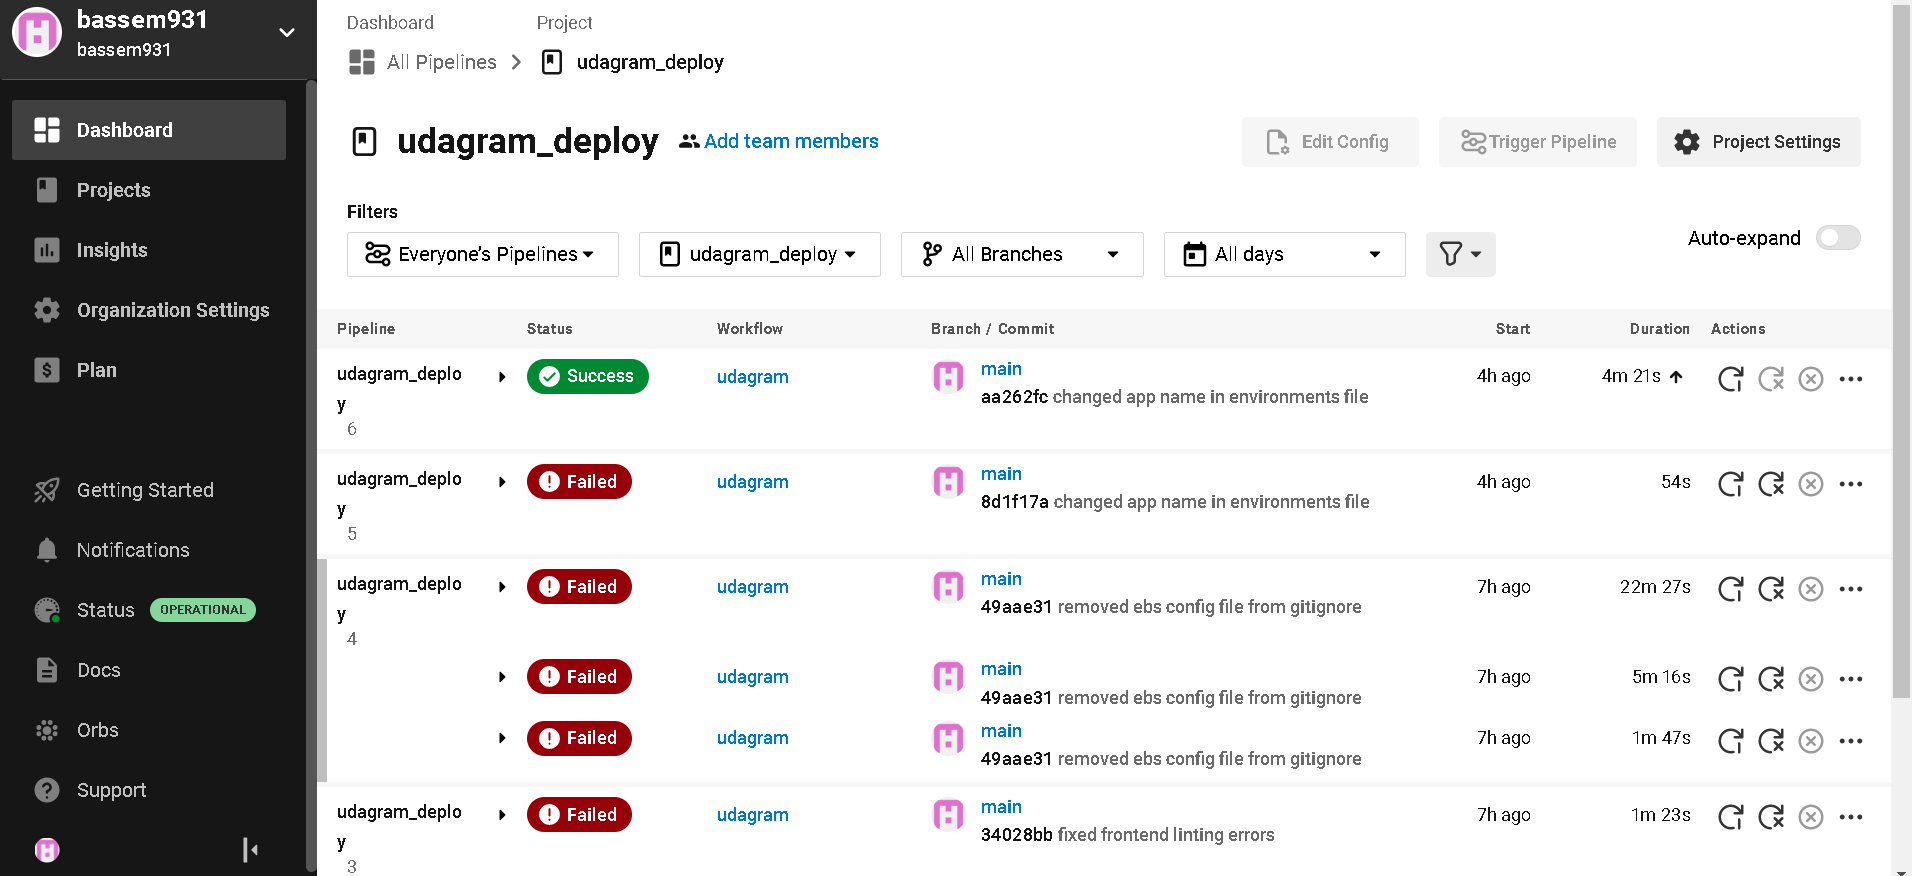 bassem931
bassem931
Dashboard
Projects
Insights
Organization Settings
Plan
Getting Started
Notifications
Status OPERATIONAL
Docs
Orbs
Support
Dashboard Project
All Pipelines udagram_deploy
udagram_deploy Add team members
Edit Config Trigger Pipeline Project Settings
Filters
Everyone's Pipelines udagram_deploy All Branches All days
Auto-expand
Pipeline Status Workflow Branch / Commit Start Duration Actions
udagram_deplo
y
6
Success udagram main 4h ago 4m 21s
aa262fc changed app name in environments file
udagram_deplo
y
5
Failed udagram main 4h ago 54s
8d1f17a changed app name in environments file
udagram_deplo
y
4
Failed udagram main 7h ago 22m 27s
49aae31 removed ebs config file from gitignore
Failed udagram main 7h ago 5m 16s
49aae31 removed ebs config file from gitignore
Failed udagram main 7h ago 1m 47s
49aae31 removed ebs config file from gitignore
udagram_deplo
y
3
Failed udagram main 7h ago 1m 23s
34028bb fixed frontend linting errors